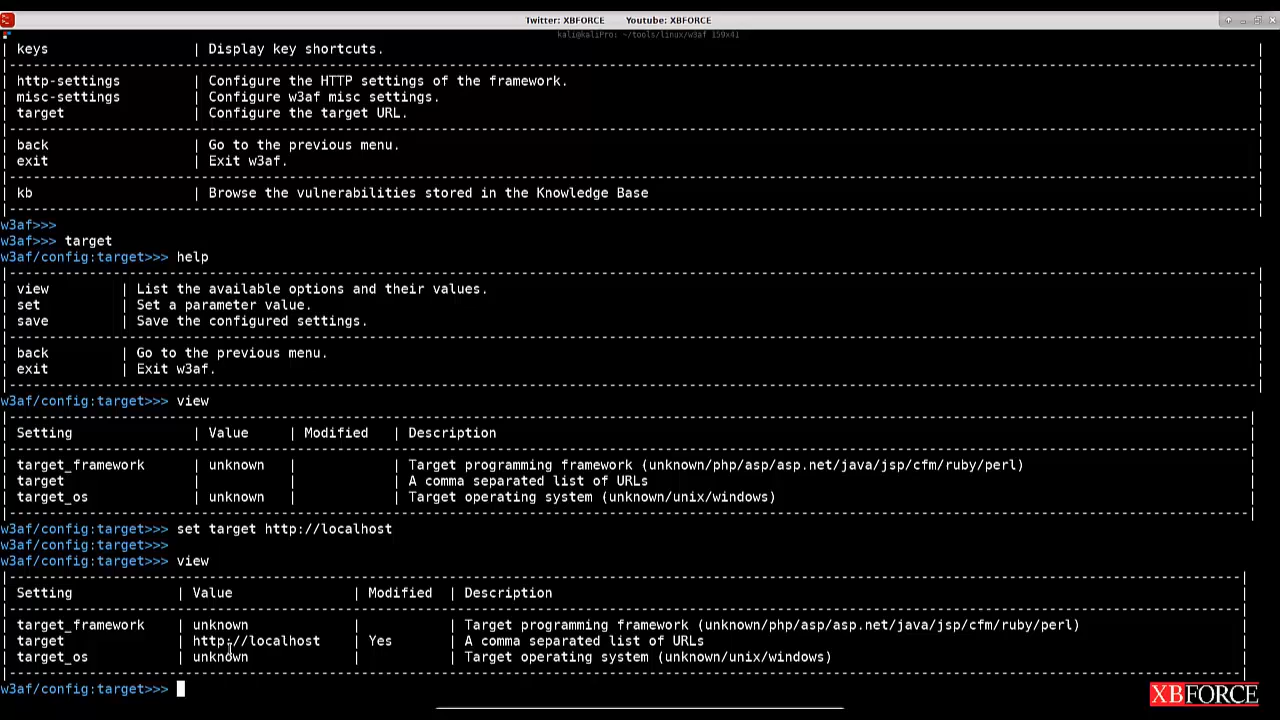 Twitter: XBFORCE Youtube: XBFORCE
kali@kaliPro: ~/tools/linux/w3af 159x41
| keys | Display key shortcuts. |
| http-settings | Configure the HTTP settings of the framework. |
| misc-settings | Configure w3af misc settings. |
| target | Configure the target URL. |
| back | Go to the previous menu. |
| exit | Exit w3af. |
| kb | Browse the vulnerabilities stored in the Knowledge Base |
w3af>>>
w3af>>> target
w3af/config:target>>> help
| view | List the available options and their values. |
| set | Set a parameter value. |
| save | Save the configured settings. |
| back | Go to the previous menu. |
| exit | Exit w3af. |
w3af/config:target>>> view
| Setting | Value | Modified | Description |
| target_framework | unknown | | Target programming framework (unknown/php/asp/asp.net/java/jsp/cfm/ruby/perl) |
| target | | | A comma separated list of URLs |
| target_os | unknown | | Target operating system (unknown/unix/windows) |
w3af/config:target>>> set target http://localhost
w3af/config:target>>>
w3af/config:target>>> view
| Setting | Value | Modified | Description |
| target_framework | unknown | | Target programming framework (unknown/php/asp/asp.net/java/jsp/cfm/ruby/perl) |
| target | http://localhost | Yes | A comma separated list of URLs |
| target_os | unknown | | Target operating system (unknown/unix/windows) |
w3af/config:target>>>
XBFORCE